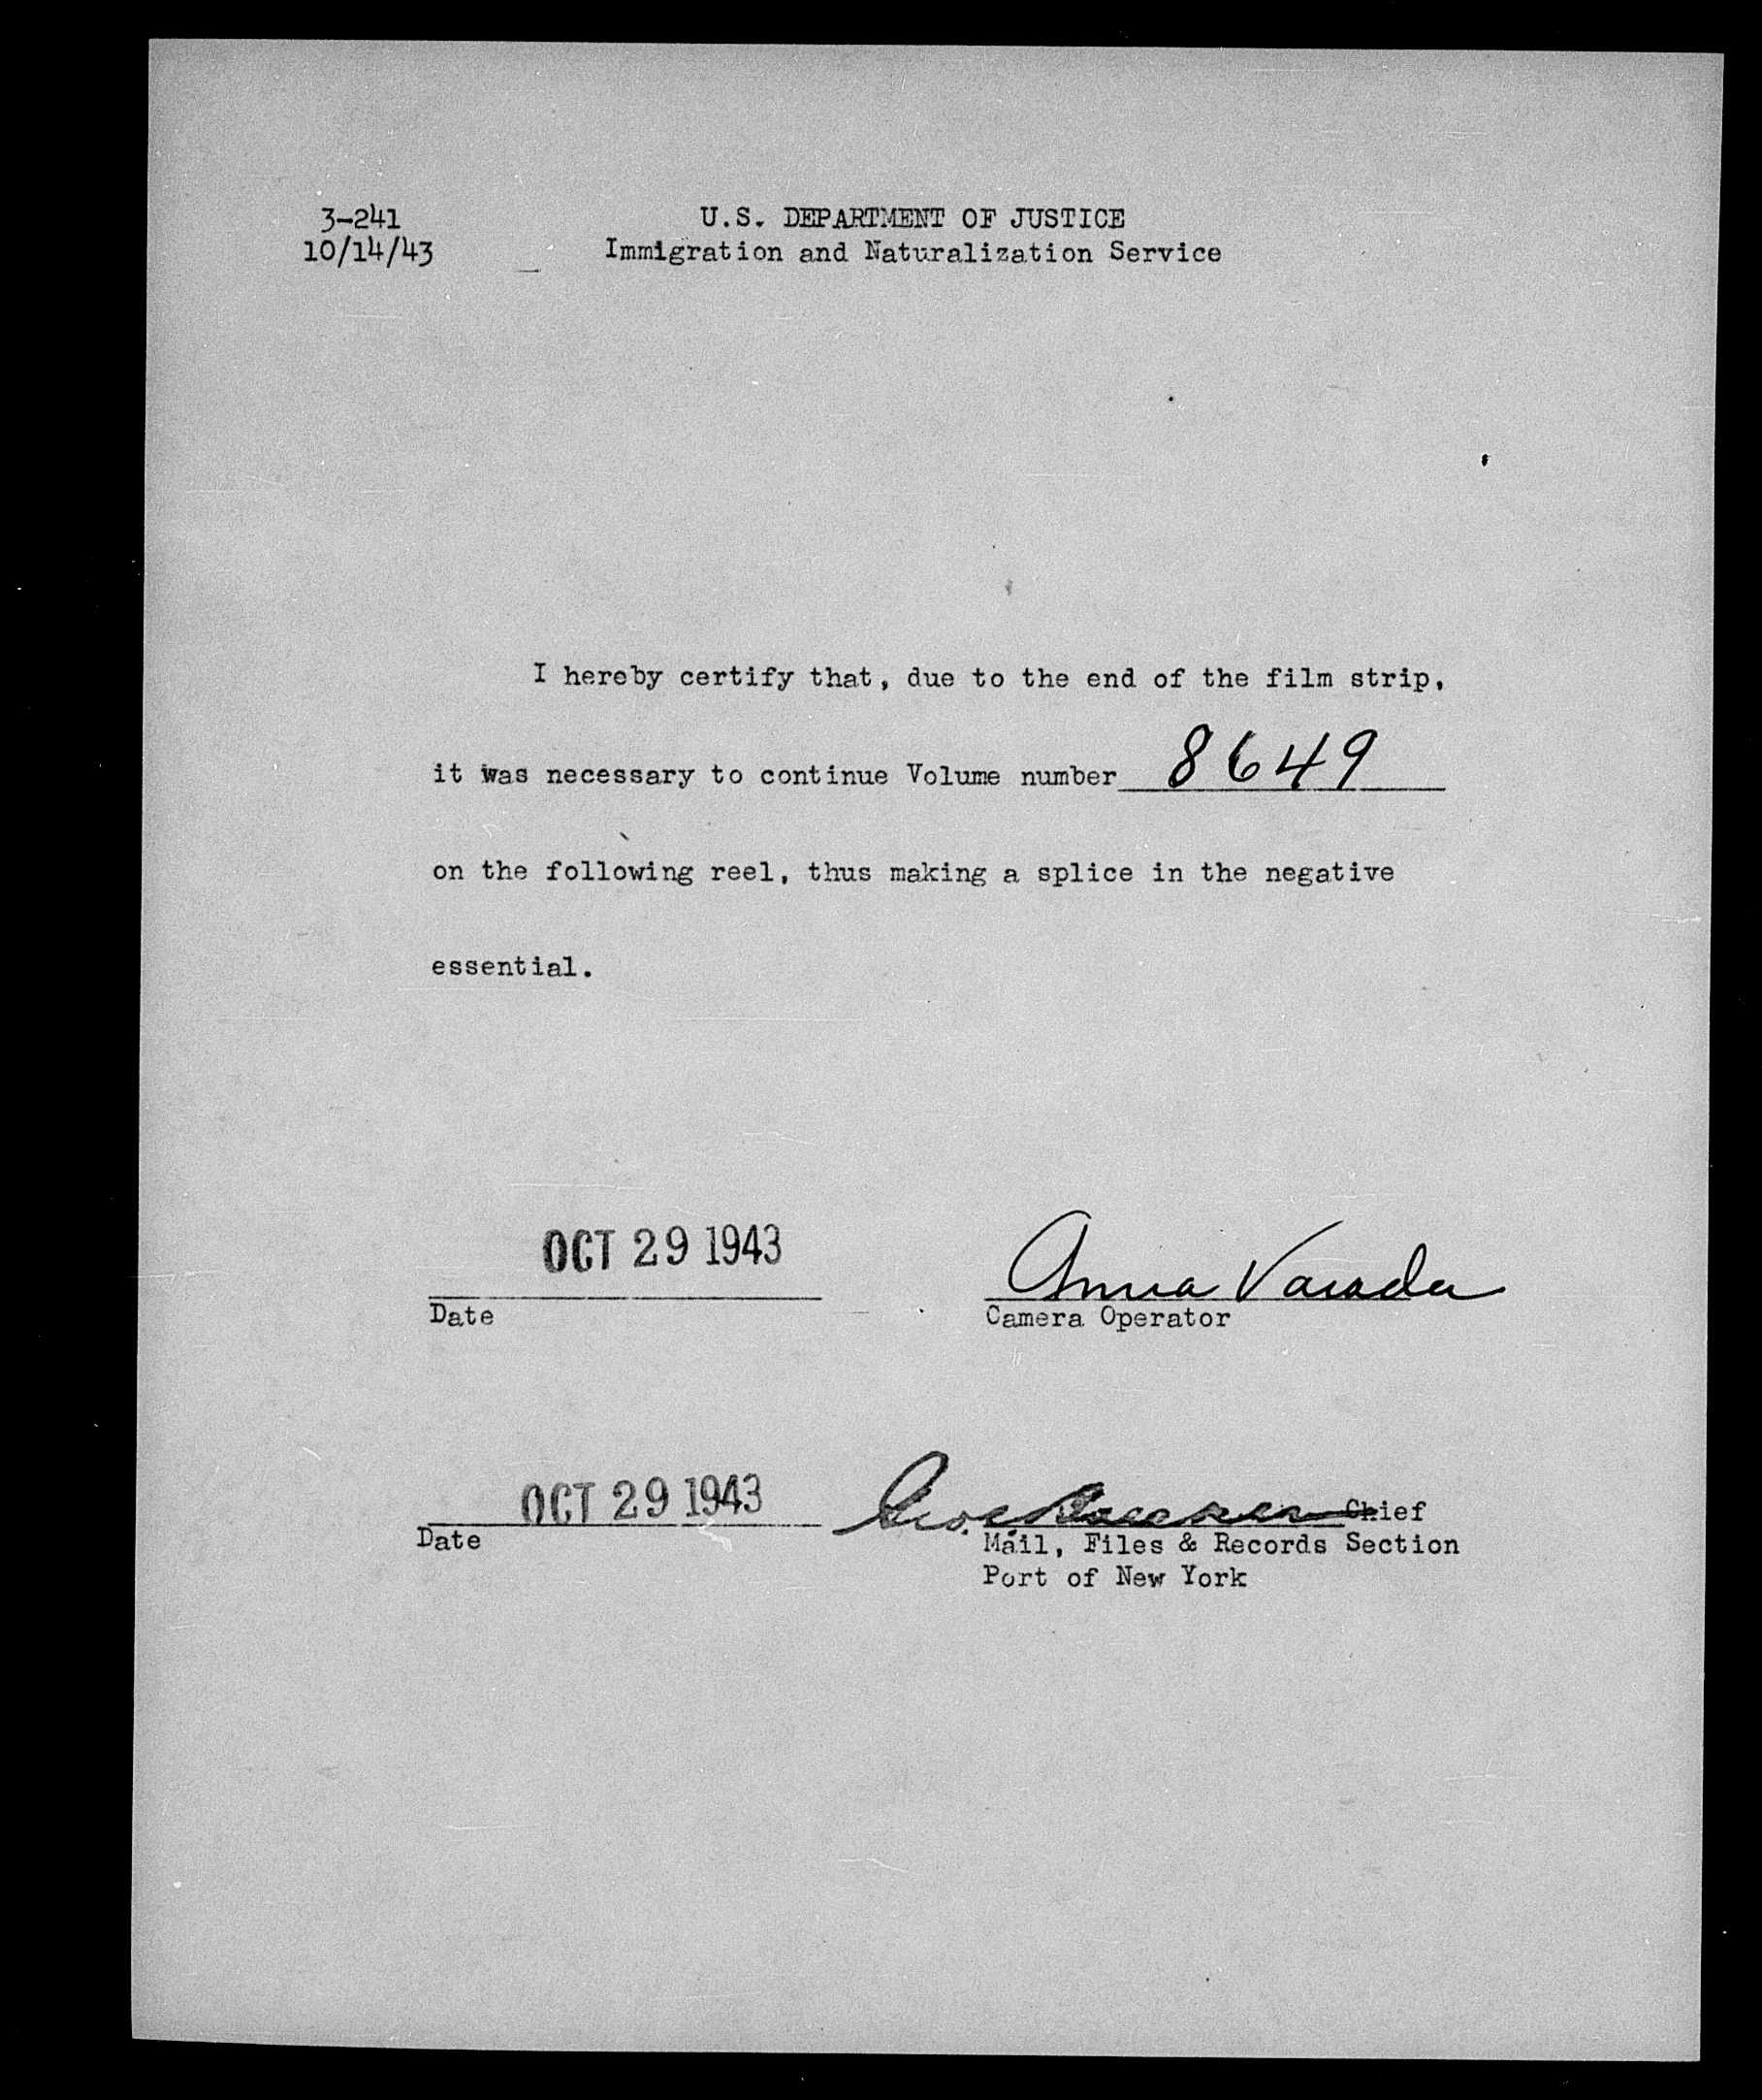 3-241
10/14/43
U.S. DEPARTMENT OF JUSTICE
Immigration and Naturalization Service
I hereby certify that, due to the end of the film strip,
it was necessary to continue Volume number 8649
on the following reel, thus making a splice in the negative
essential.
OCT 29 1943
Date
Anna
Camera Operator
OCT 29 1943
Date
Geo. Chief
Mail, Files & Records Section
Port of New York